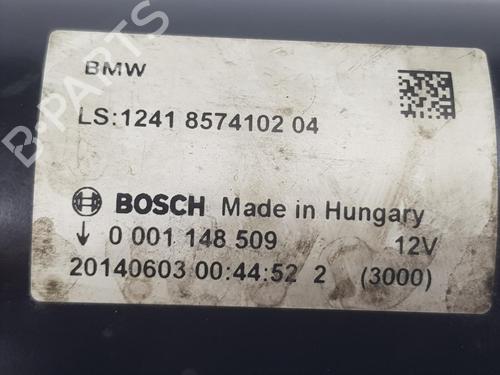 B-PARTS
BMW
LS:1241 8574102 04
BOSCH Made in Hungary
↓ 0 001 148 509 12V
20140603 00:44:52 2 (3000)